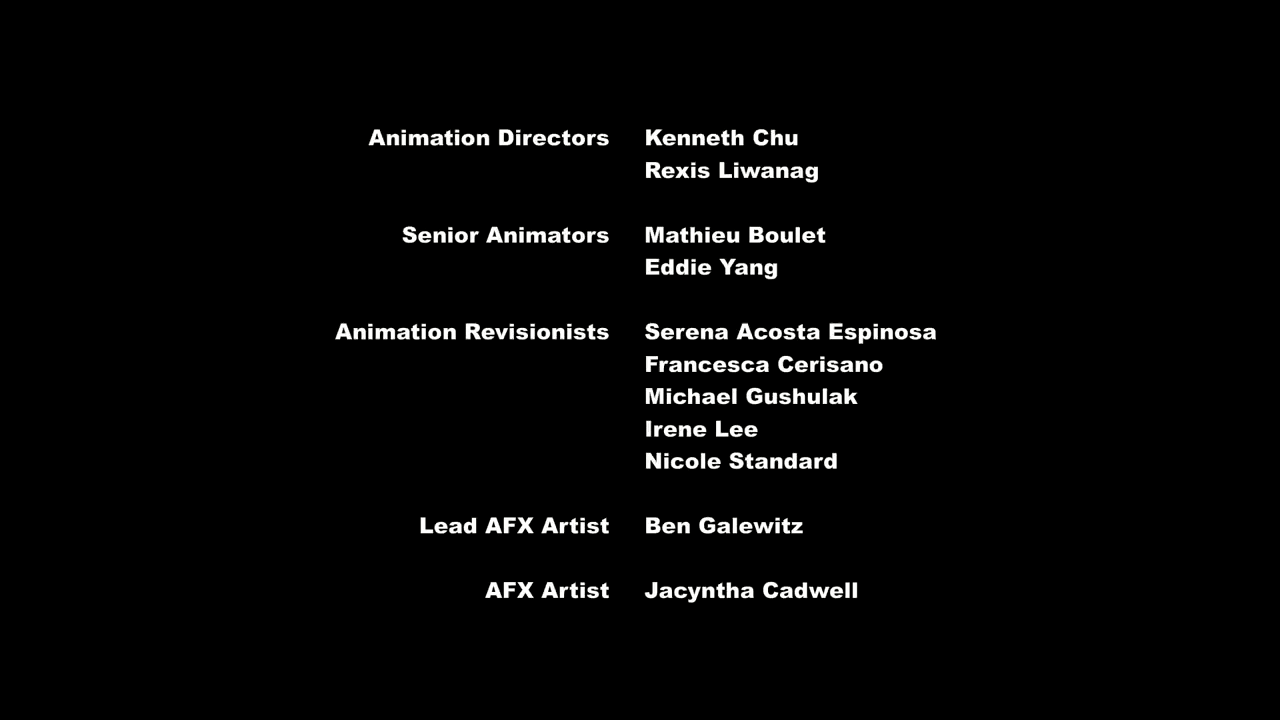 Animation Directors Kenneth Chu
Rexis Liwanag
Senior Animators Mathieu Boulet
Eddie Yang
Animation Revisionists Serena Acosta Espinosa
Francesca Cerisano
Michael Gushulak
Irene Lee
Nicole Standard
Lead AFX Artist Ben Galewitz
AFX Artist Jacyntha Cadwell